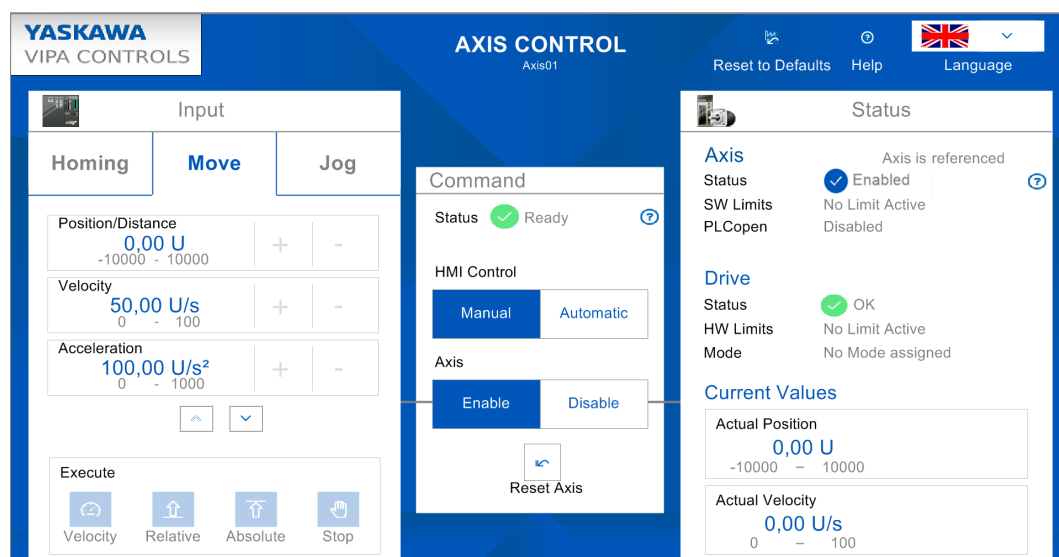 YASKAWA
VIPA CONTROLS
AXIS CONTROL
Axis01
Reset to Defaults
Help
Language
Input
Homing
Move
Jog
Position/Distance
0,00 U
+
-
-10000 - 10000
Velocity
50,00 U/s
+
-
0 - 100
Acceleration
100,00 U/s²
+
-
0 - 1000
Execute
Velocity
Relative
Absolute
Stop
Command
Status Ready
?
HMI Control
Manual
Automatic
Axis
Enable
Disable
Reset Axis
Status
Axis
Axis is referenced
Status Enabled
?
SW Limits No Limit Active
PLCopen Disabled
Drive
Status OK
HW Limits No Limit Active
Mode No Mode assigned
Current Values
Actual Position
0,00 U
-10000 – 10000
Actual Velocity
0,00 U/s
0 – 100